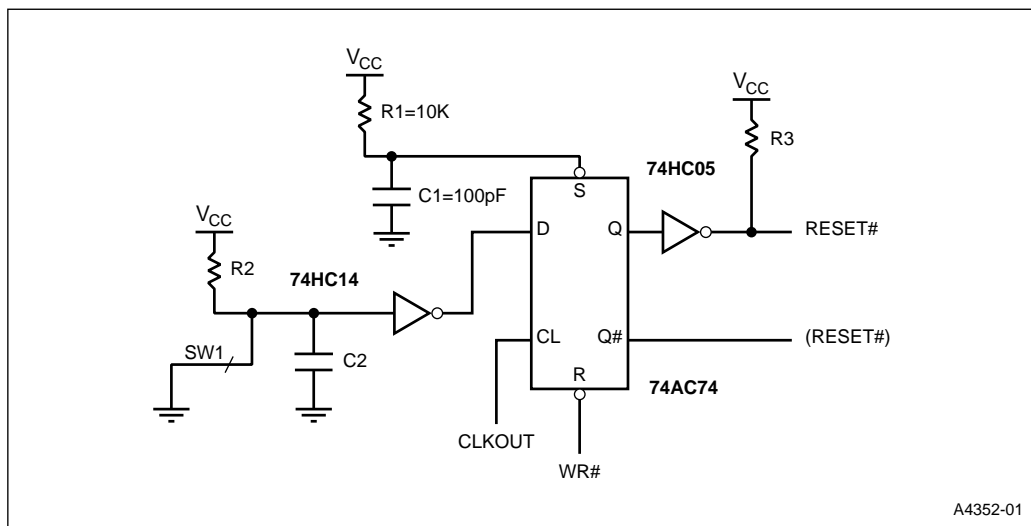 VCC
R1=10K
C1=100pF
VCC
R3
74HC05
S
VCC
R2
74HC14
D
Q
RESET#
SW1
C2
CL
Q#
(RESET#)
R
74AC74
CLKOUT
WR#
A4352-01